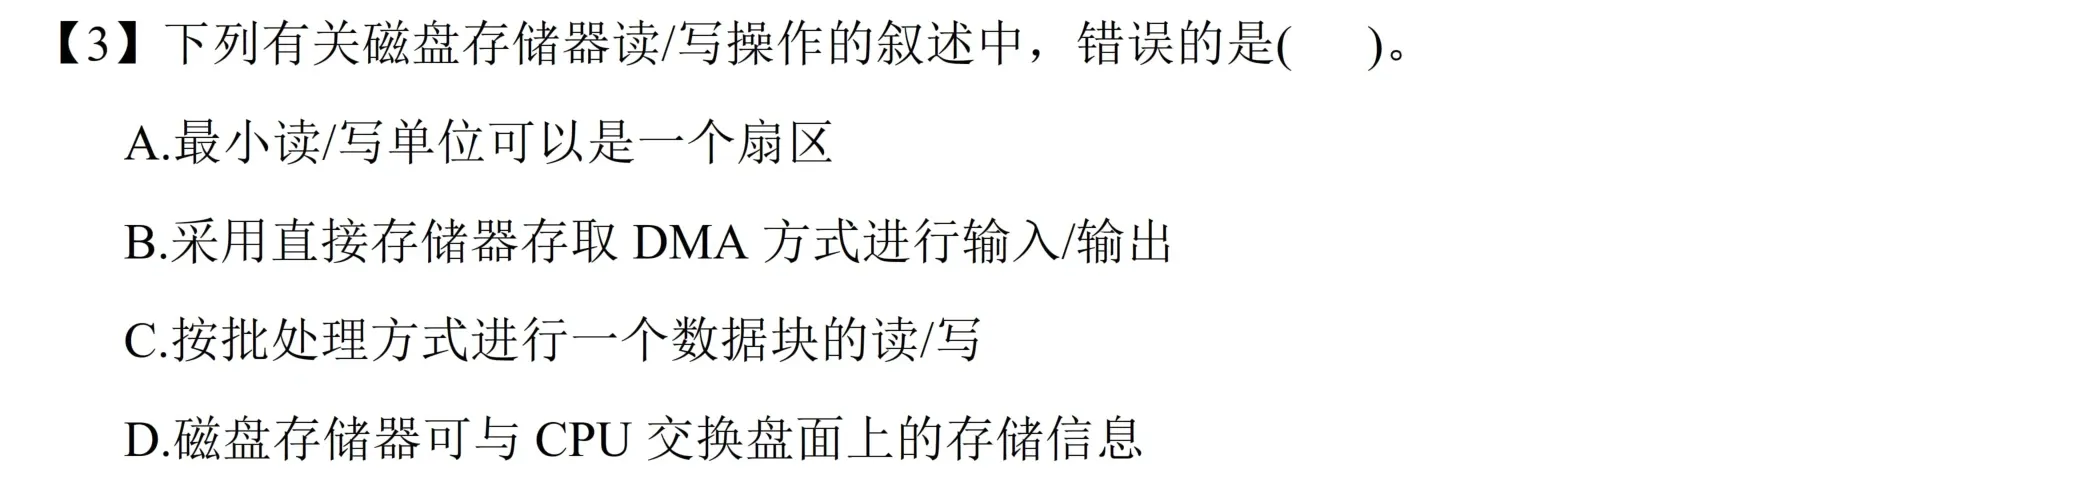 【3】下列有关磁盘存储器读/写操作的叙述中，错误的是(　　)。
A.最小读/写单位可以是一个扇区
B.采用直接存储器存取 DMA 方式进行输入/输出
C.按批处理方式进行一个数据块的读/写
D.磁盘存储器可与 CPU 交换盘面上的存储信息